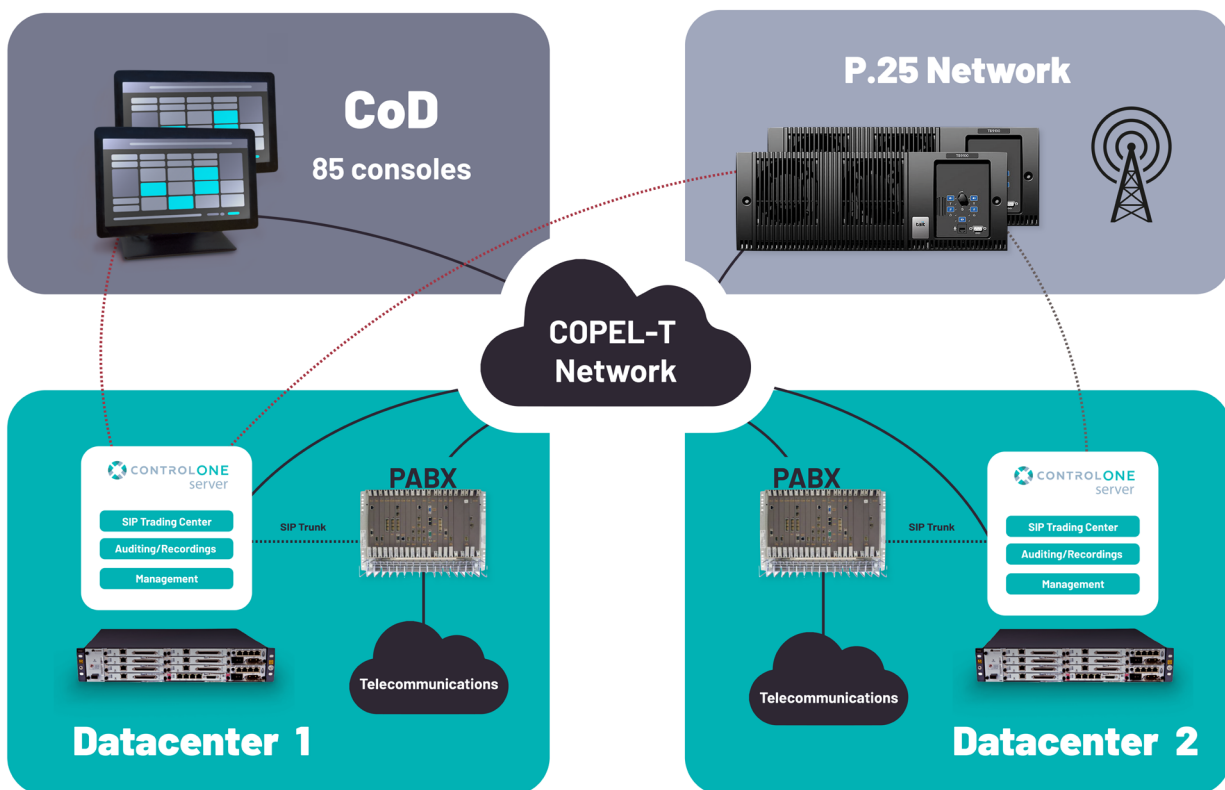 CoD
85 consoles
P.25 Network
tait
COPEL-T
Network
CONTROLONE
server
SIP Trading Center
Auditing/Recordings
Management
SIP Trunk
PABX
Telecommunications
Datacenter 1
PABX
SIP Trunk
Telecommunications
CONTROLONE
server
SIP Trading Center
Auditing/Recordings
Management
Datacenter 2